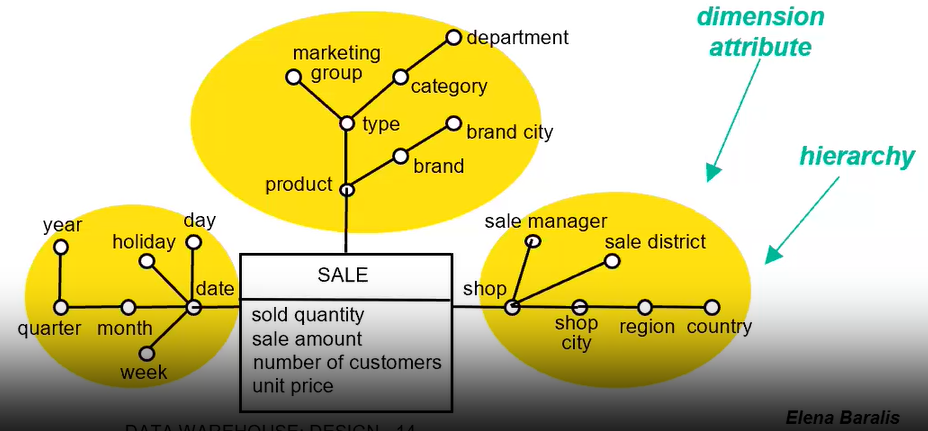 dimension
attribute
hierarchy
department
marketing
group
category
type
brand city
brand
product
year
day
holiday
date
quarter
month
week
SALE
sold quantity
sale amount
number of customers
unit price
sale manager
sale district
shop
shop
city
region
country
DATA WAREHOUSE: DESIGN - 14
Elena Baralis